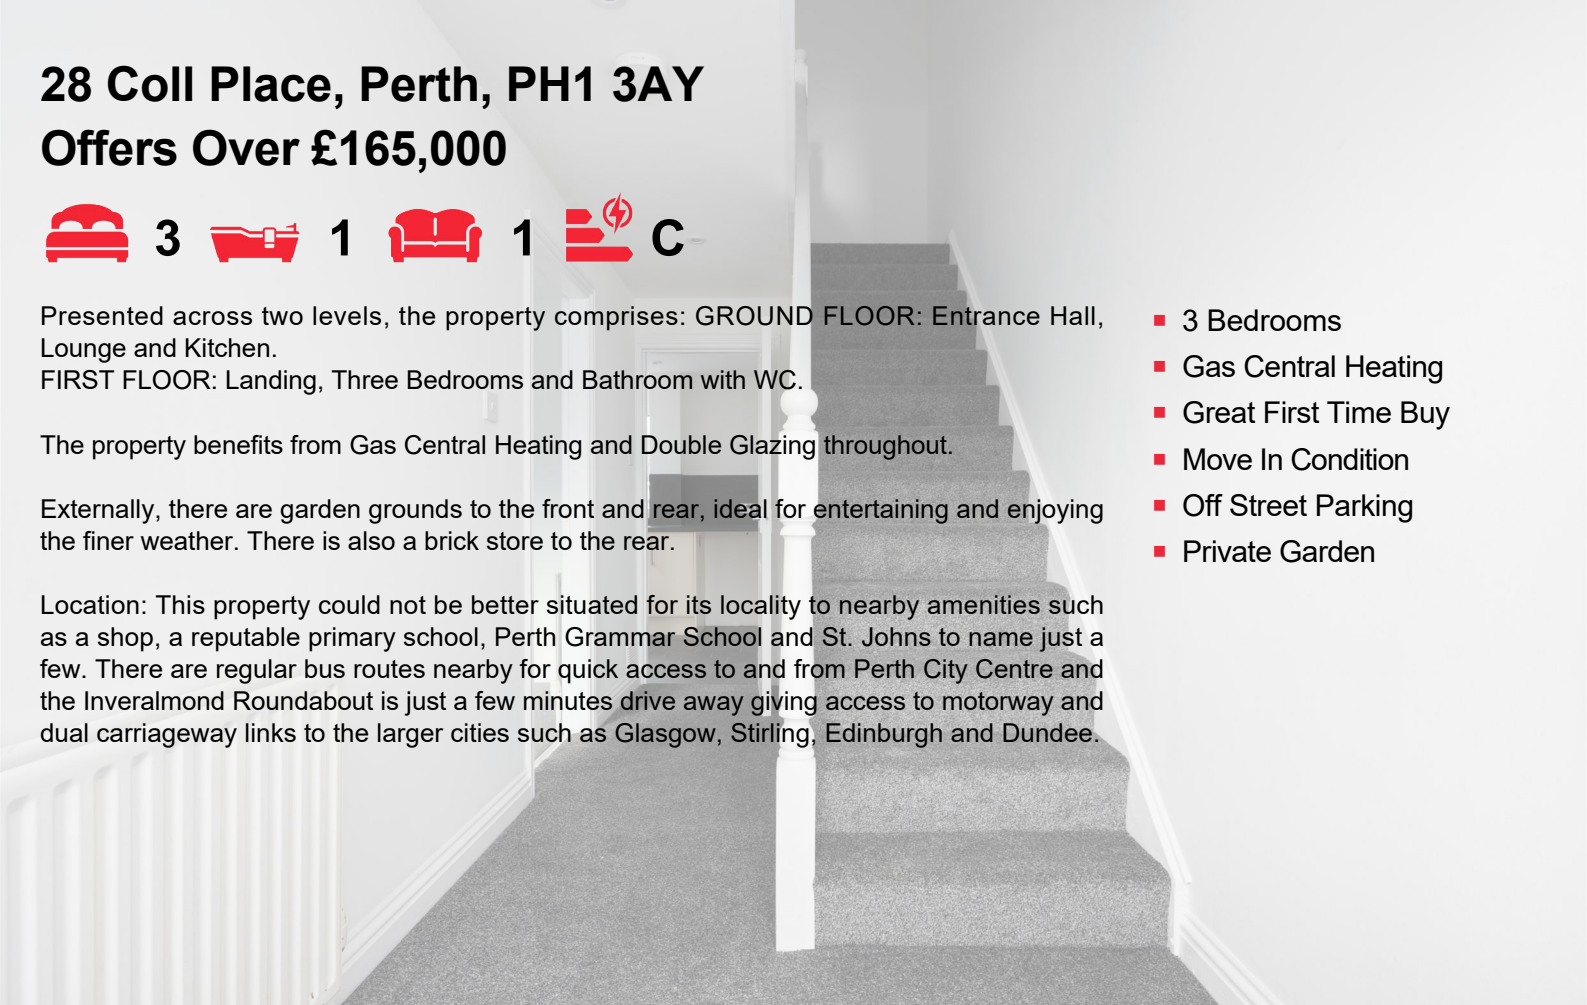 28 Coll Place, Perth, PH1 3AY
Offers Over £165,000
3 1 1 C
Presented across two levels, the property comprises: GROUND FLOOR: Entrance Hall,
Lounge and Kitchen.
FIRST FLOOR: Landing, Three Bedrooms and Bathroom with WC.
The property benefits from Gas Central Heating and Double Glazing throughout.
Externally, there are garden grounds to the front and rear, ideal for entertaining and enjoying
the finer weather. There is also a brick store to the rear.
Location: This property could not be better situated for its locality to nearby amenities such
as a shop, a reputable primary school, Perth Grammar School and St. Johns to name just a
few. There are regular bus routes nearby for quick access to and from Perth City Centre and
the Inveralmond Roundabout is just a few minutes drive away giving access to motorway and
dual carriageway links to the larger cities such as Glasgow, Stirling, Edinburgh and Dundee.
3 Bedrooms
Gas Central Heating
Great First Time Buy
Move In Condition
Off Street Parking
Private Garden